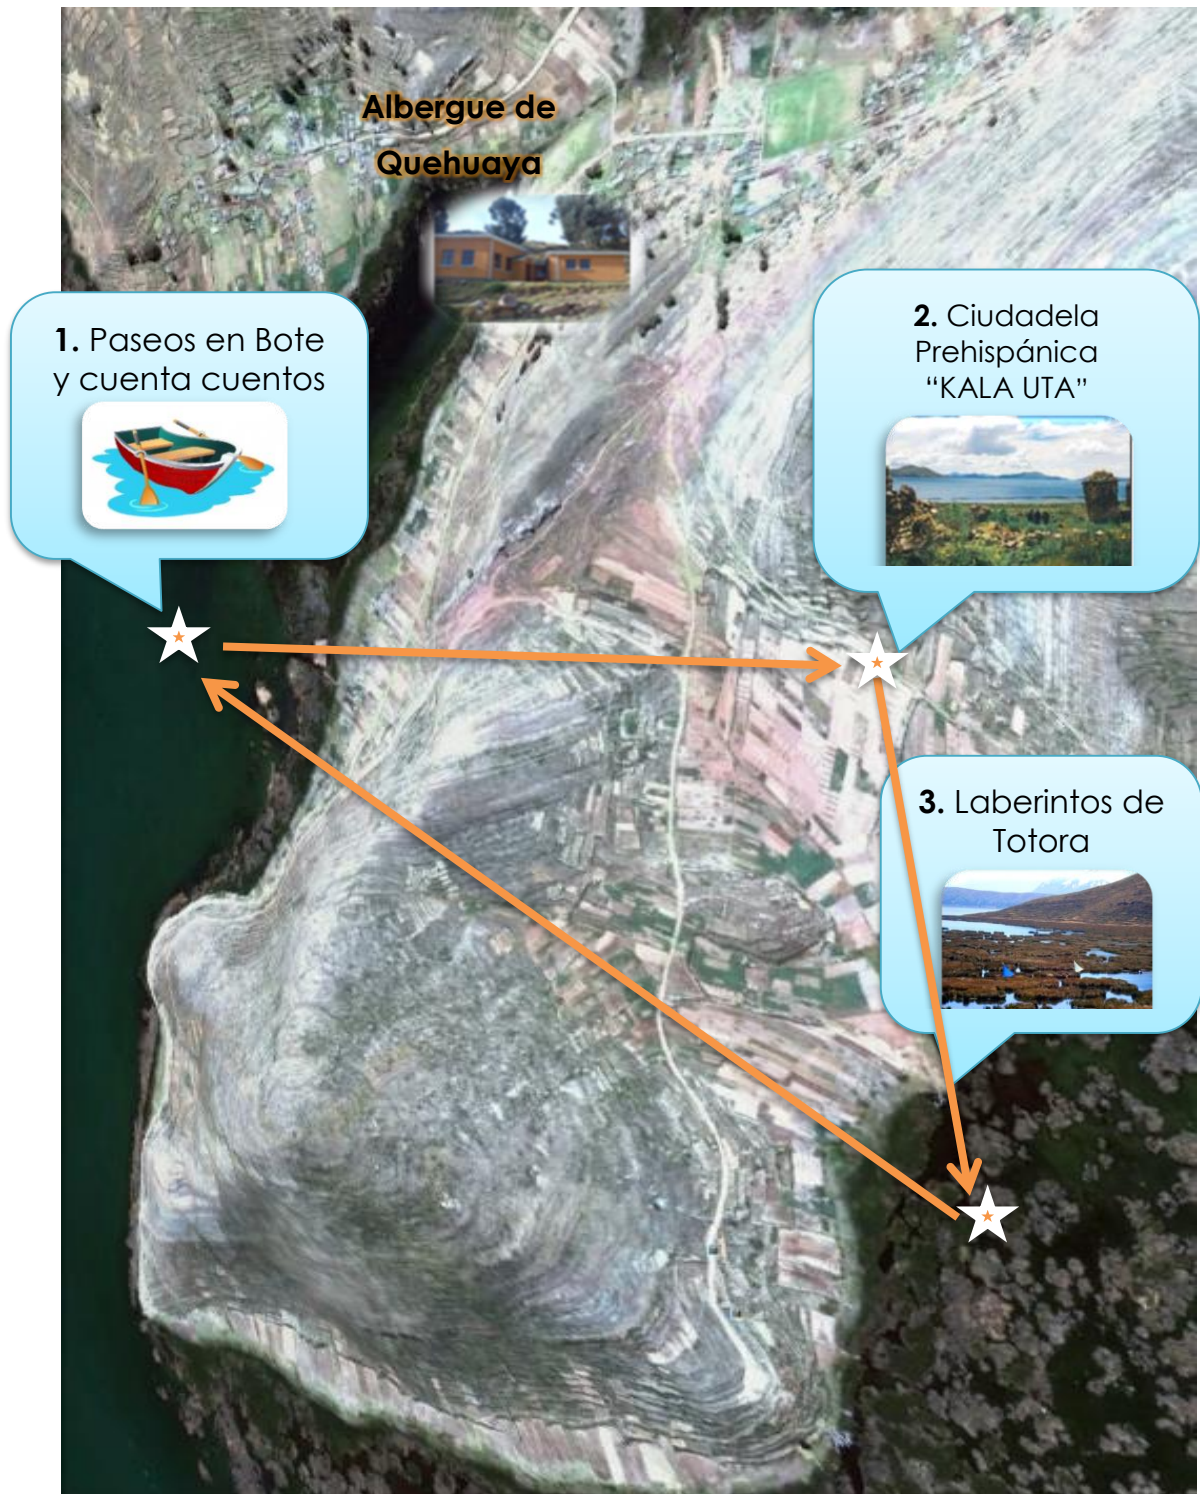 Albergue de
Quehuaya
1. Paseos en Bote
y cuenta cuentos
2. Ciudadela
Prehispánica
“KALA UTA”
3. Laberintos de
Totora